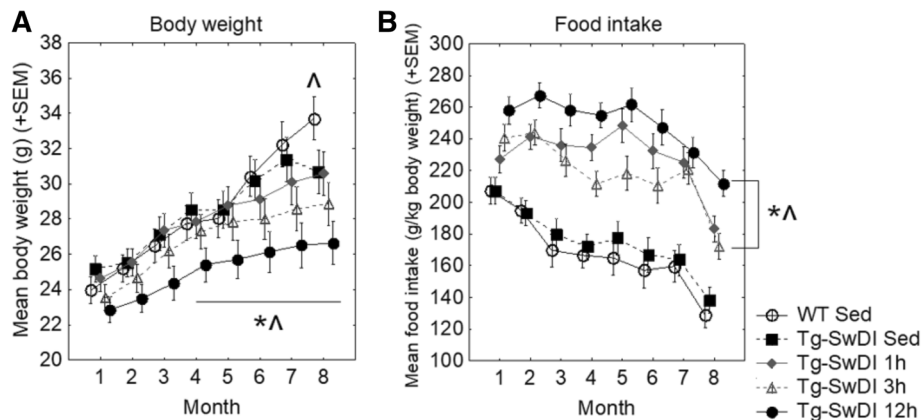 A Body weight
Mean body weight (g) (+SEM)
38
36
34
32
30
28
26
24
22
20
^
*^
1 2 3 4 5 6 7 8
Month
B Food intake
Mean food intake (g/kg body weight) (+SEM)
300
280
260
240
220
200
180
160
140
120
100
*^
1 2 3 4 5 6 7 8
Month
WT Sed
Tg-SwDI Sed
Tg-SwDI 1h
Tg-SwDI 3h
Tg-SwDI 12h